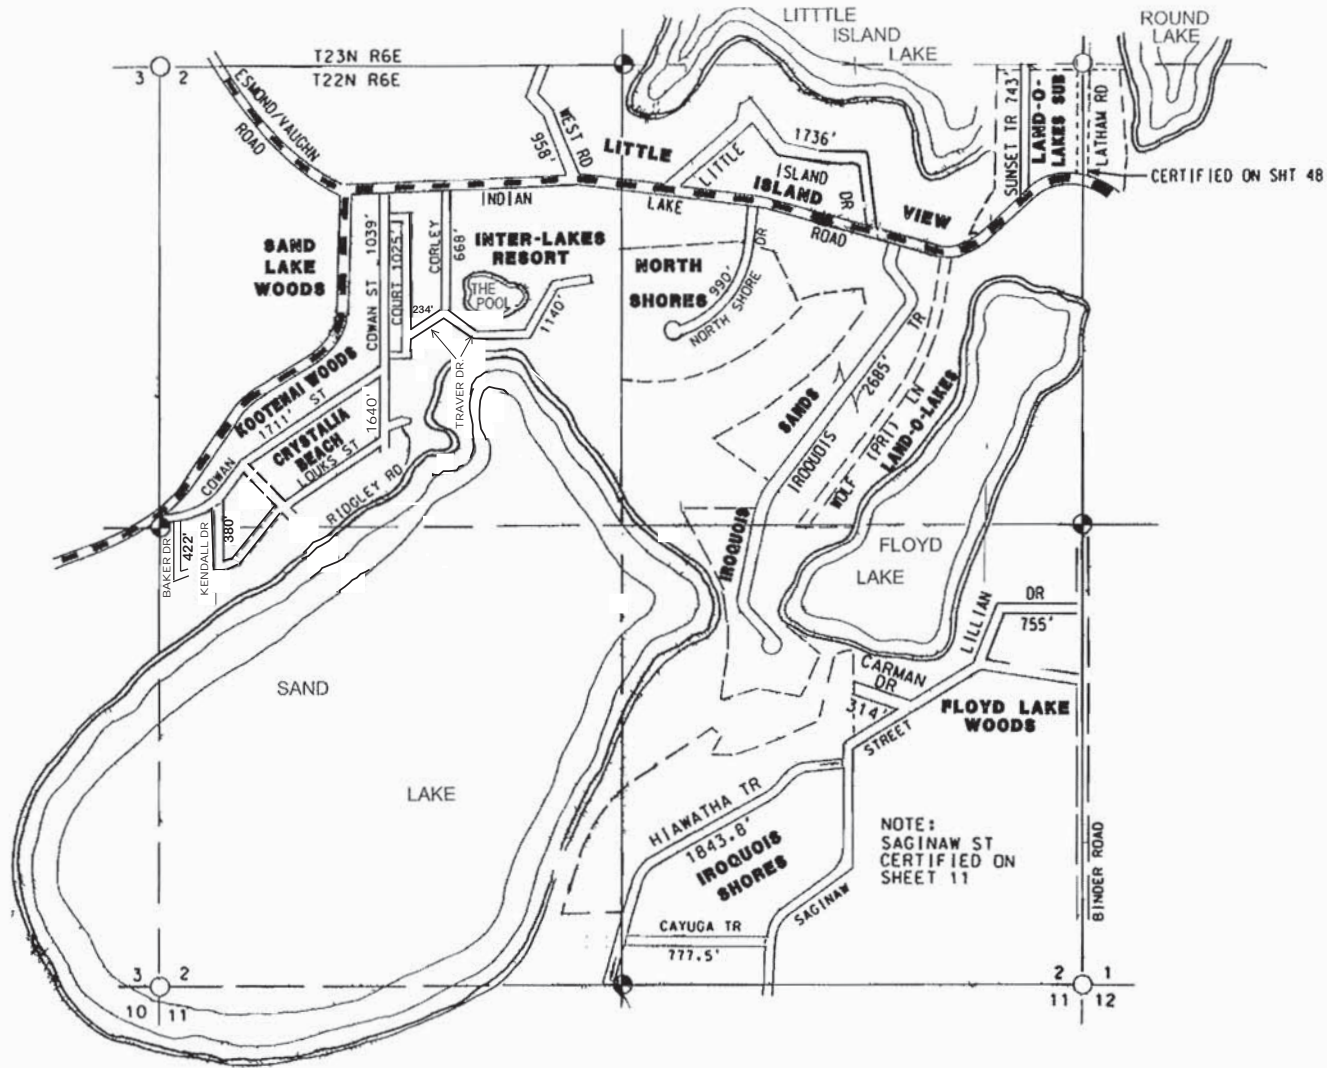 LITTTLE
ISLAND
LAKE
ROUND
LAKE
T23N R6E
T22N R6E
3
2
ESMOND/VAUGHN
ROAD
WEST RD
958'
LITTLE
LITTLE
1736'
ISLAND
ISLAND
DR
VIEW
SUNSET TR 743'
LAND-O-
LAKES SUB
LATHAM RD
CERTIFIED ON SHT 48
INDIAN
LAKE
ROAD
SAND
LAKE
WOODS
COWAN ST 1039'
COURT 1025'
CORLEY
668'
INTER-LAKES
RESORT
THE
POOL
234'
1140'
TRAVER DR.
NORTH
SHORES
990'
NORTH SHORE
DR
KOOTENAI WOODS
1711' ST
COWAN
CRYSTALIA
BEACH
LOUKS ST
1640'
RIDGLEY RD
SANDS
IROQUOIS
2685'
TR
WOLF (PRI) LN
LAND-O-LAKES
IROQUOIS
BAKER DR
422'
KENDALL DR
380'
FLOYD
LAKE
LILLIAN
DR
755'
CARMAN
DR
314'
STREET
FLOYD LAKE
WOODS
SAND
LAKE
HIAWATHA TR
1843.8'
IROQUOIS
SHORES
NOTE:
SAGINAW ST
CERTIFIED ON
SHEET 11
SAGINAW
BINDER ROAD
CAYUGA TR
777.5'
3
2
10
11
2
1
11
12